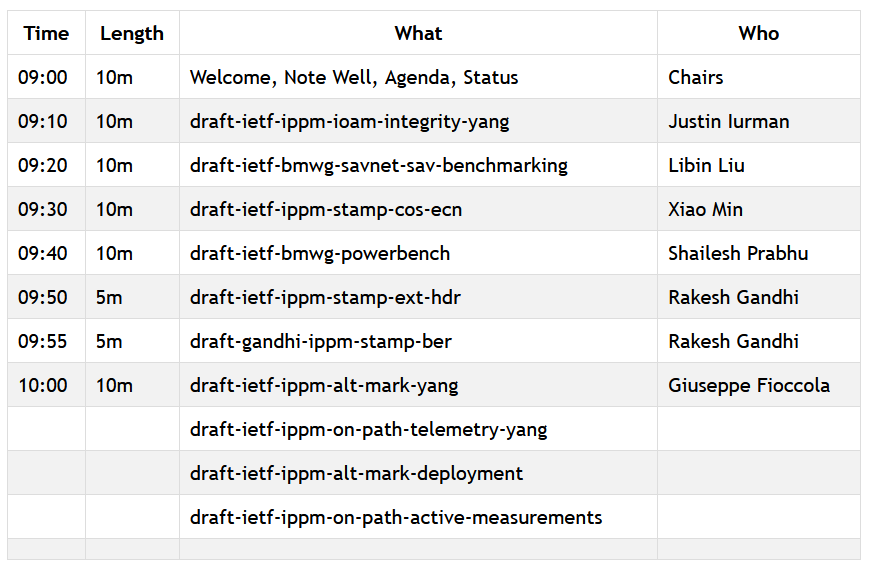 Time Length What Who
09:00 10m Welcome, Note Well, Agenda, Status Chairs
09:10 10m draft-ietf-ippm-ioam-integrity-yang Justin Iurman
09:20 10m draft-ietf-bmwg-savnet-sav-benchmarking Libin Liu
09:30 10m draft-ietf-ippm-stamp-cos-ecn Xiao Min
09:40 10m draft-ietf-bmwg-powerbench Shailesh Prabhu
09:50 5m draft-ietf-ippm-stamp-ext-hdr Rakesh Gandhi
09:55 5m draft-gandhi-ippm-stamp-ber Rakesh Gandhi
10:00 10m draft-ietf-ippm-alt-mark-yang Giuseppe Fioccola
draft-ietf-ippm-on-path-telemetry-yang
draft-ietf-ippm-alt-mark-deployment
draft-ietf-ippm-on-path-active-measurements